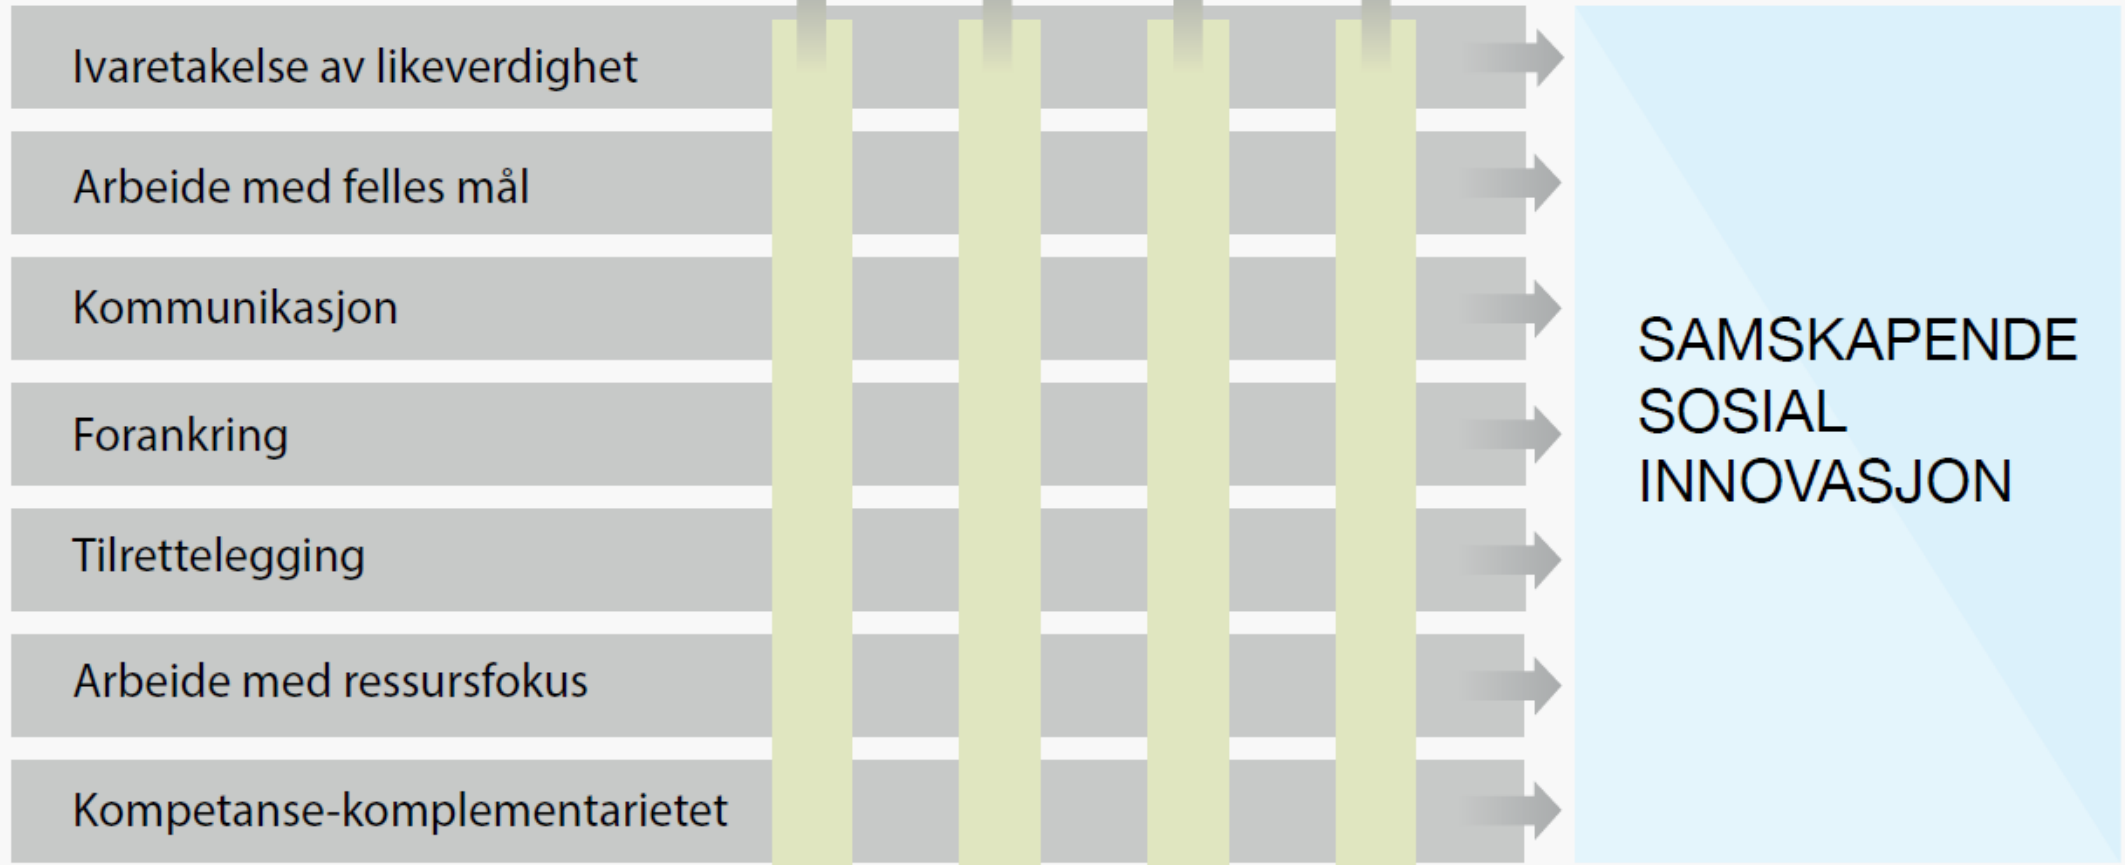 Ivaretakelse av likeverdighet
Arbeide med felles mål
Kommunikasjon
Forankring
Tilrettelegging
Arbeide med ressursfokus
Kompetanse-komplementarietet
SAMSKAPENDE
SOSIAL
INNOVASJON